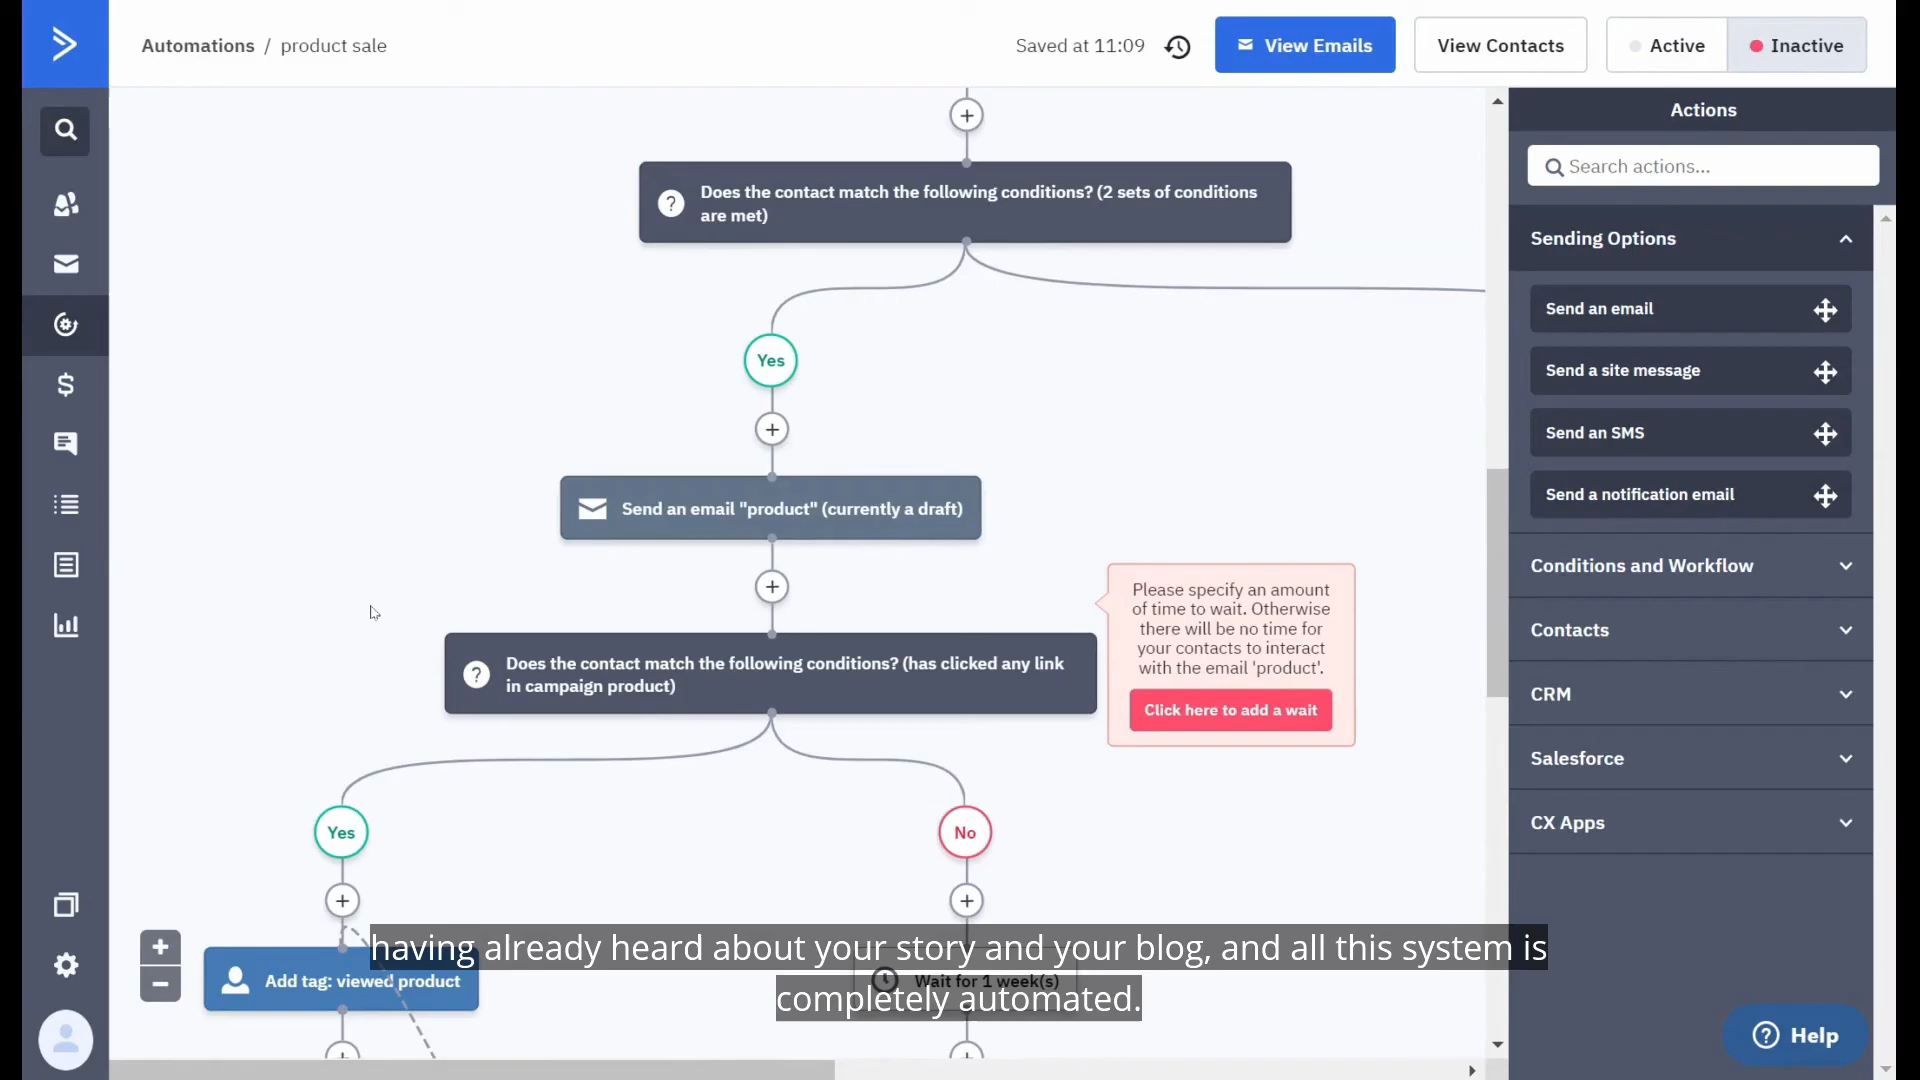 Automations / product sale
Saved at 11:09
View Emails
View Contacts
Active
Inactive
Does the contact match the following conditions? (2 sets of conditions
are met)
Yes
Send an email "product" (currently a draft)
Please specify an amount
of time to wait. Otherwise
there will be no time for
your contacts to interact
with the email 'product'.
Click here to add a wait
Does the contact match the following conditions? (has clicked any link
in campaign product)
Yes
No
Add tag: viewed product
Wait for 1 week(s)
having already heard about your story and your blog, and all this system is
completely automated.
Actions
Search actions...
Sending Options
Send an email
Send a site message
Send an SMS
Send a notification email
Conditions and Workflow
Contacts
CRM
Salesforce
CX Apps
Help